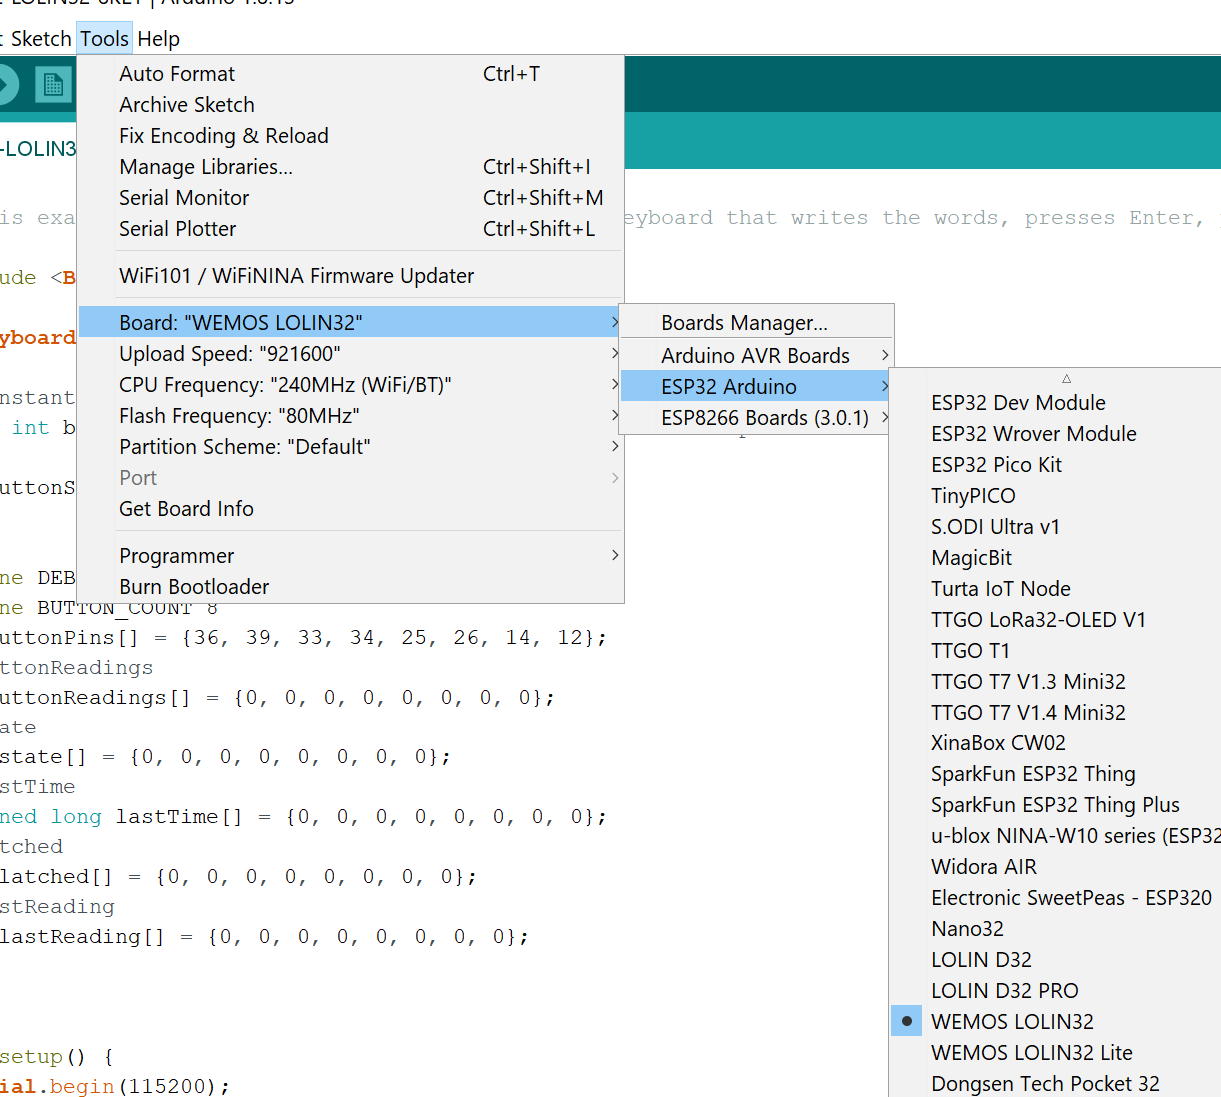 Sketch Tools Help
Auto Format Ctrl+T
Archive Sketch
Fix Encoding & Reload
Manage Libraries... Ctrl+Shift+I
Serial Monitor Ctrl+Shift+M
Serial Plotter Ctrl+Shift+L
WiFi101 / WiFiNINA Firmware Updater
Board: "WEMOS LOLIN32"
Upload Speed: "921600"
CPU Frequency: "240MHz (WiFi/BT)"
Flash Frequency: "80MHz"
Partition Scheme: "Default"
Port
Get Board Info
Programmer
Burn Bootloader
Boards Manager...
Arduino AVR Boards
ESP32 Arduino
ESP8266 Boards (3.0.1)
ESP32 Dev Module
ESP32 Wrover Module
ESP32 Pico Kit
TinyPICO
S.ODI Ultra v1
MagicBit
Turta IoT Node
TTGO LoRa32-OLED V1
TTGO T1
TTGO T7 V1.3 Mini32
TTGO T7 V1.4 Mini32
XinaBox CW02
SparkFun ESP32 Thing
SparkFun ESP32 Thing Plus
u-blox NINA-W10 series (ESP32
Widora AIR
Electronic SweetPeas - ESP320
Nano32
LOLIN D32
LOLIN D32 PRO
WEMOS LOLIN32
WEMOS LOLIN32 Lite
Dongsen Tech Pocket 32
-LOLIN3
is exa eyboard that writes the words, presses Enter,
ude <B
yboard
nstant
int b
uttonS
ne DEB
ne BUTTON_COUNT 8
uttonPins[] = {36, 39, 33, 34, 25, 26, 14, 12};
ttonReadings
uttonReadings[] = {0, 0, 0, 0, 0, 0, 0, 0};
ate
state[] = {0, 0, 0, 0, 0, 0, 0, 0};
stTime
ned long lastTime[] = {0, 0, 0, 0, 0, 0, 0, 0};
tched
latched[] = {0, 0, 0, 0, 0, 0, 0, 0};
stReading
lastReading[] = {0, 0, 0, 0, 0, 0, 0, 0};
setup() {
ial.begin(115200);